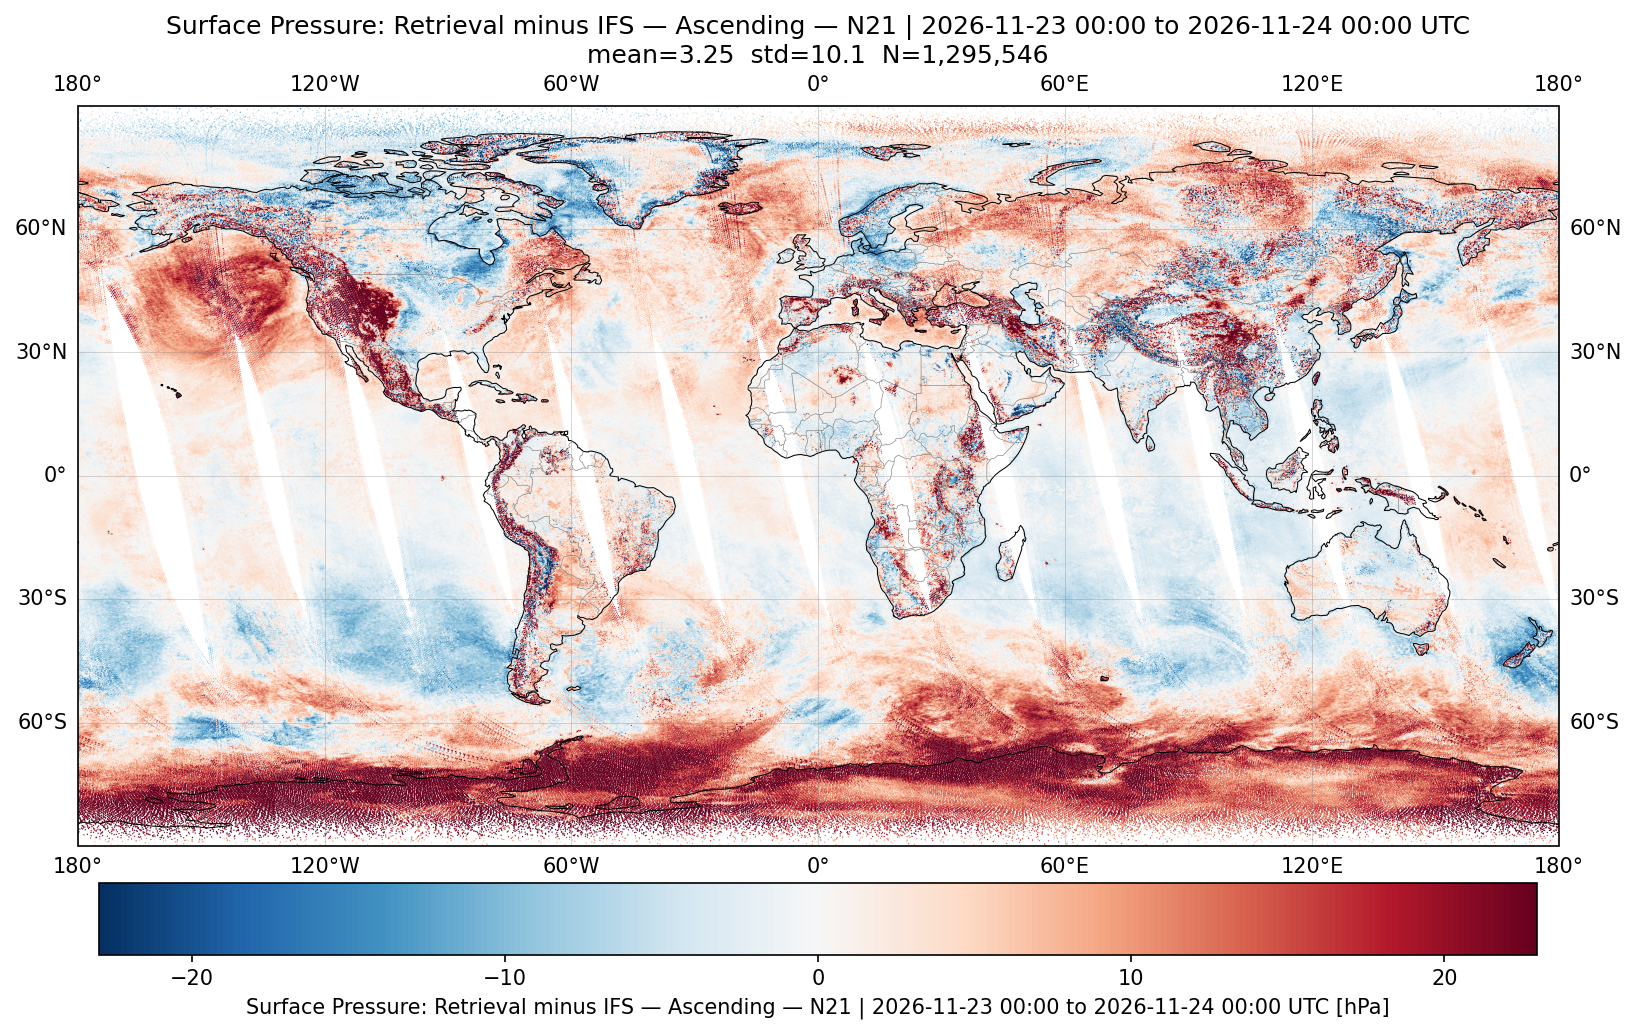 Surface Pressure: Retrieval minus IFS — Ascending — N21 | 2026-11-23 00:00 to 2026-11-24 00:00 UTC
mean=3.25  std=10.1  N=1,295,546
180° 120°W 60°W 0° 60°E 120°E 180°
60°N 60°N
30°N 30°N
0° 0°
30°S 30°S
60°S 60°S
180° 120°W 60°W 0° 60°E 120°E 180°
−20 −10 0 10 20
Surface Pressure: Retrieval minus IFS — Ascending — N21 | 2026-11-23 00:00 to 2026-11-24 00:00 UTC [hPa]